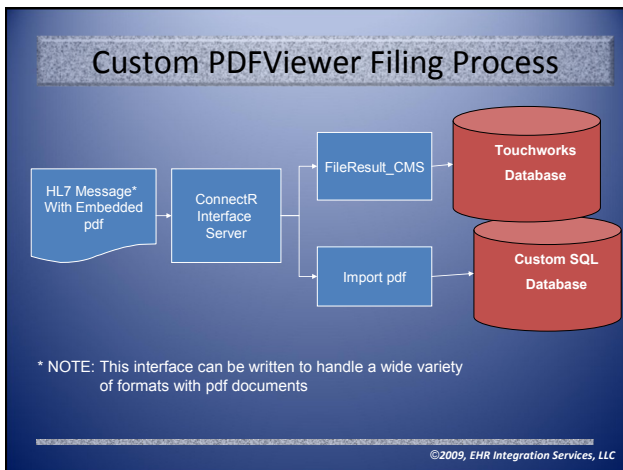 Custom PDFViewer Filing Process
HL7 Message*
With Embedded
pdf
ConnectR
Interface
Server
FileResult_CMS
Touchworks
Database
Import pdf
Custom SQL
Database
* NOTE: This interface can be written to handle a wide variety
of formats with pdf documents
©2009, EHR Integration Services, LLC